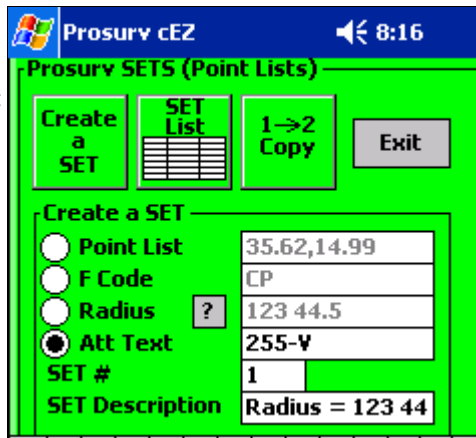 Prosurv cEZ 8:16
Prosurv SETS (Point Lists)
Create a SET
SET List
1->2 Copy
Exit
Create a SET
Point List 35.62,14.99
F Code CP
Radius ? 123 44.5
Att Text 255-V
SET # 1
SET Description Radius = 123 44